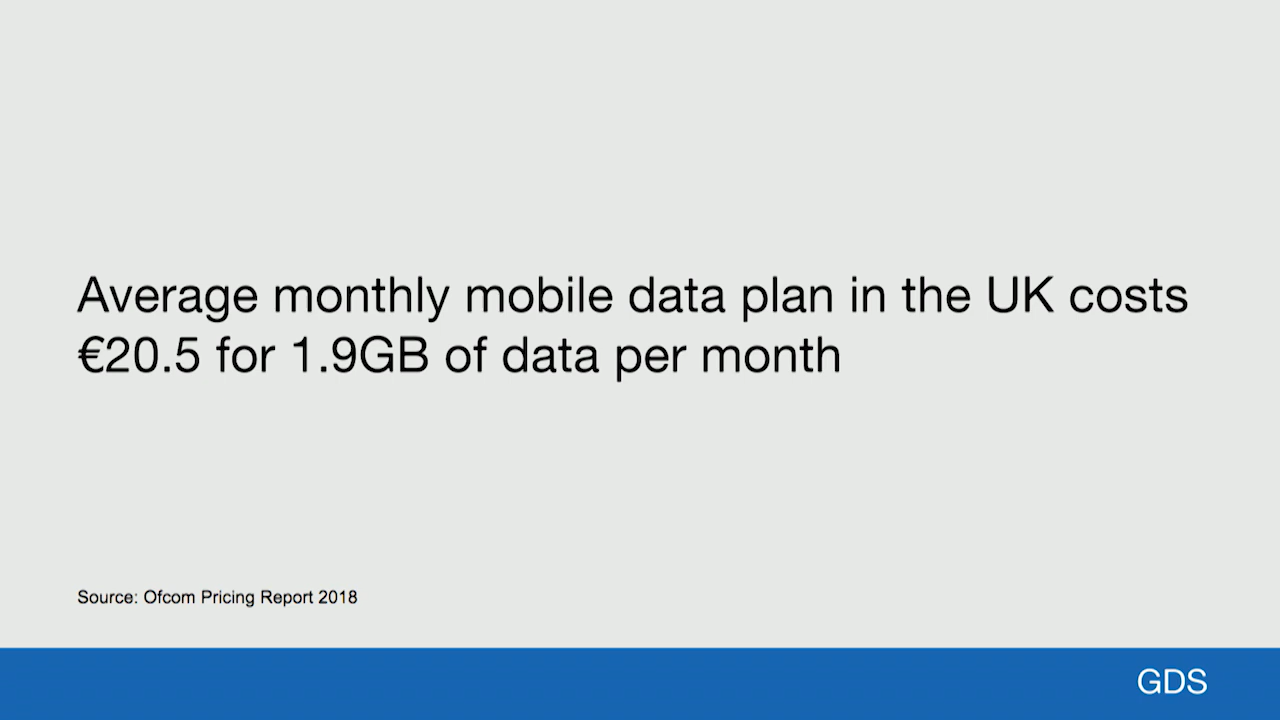 Average monthly mobile data plan in the UK costs
€20.5 for 1.9GB of data per month
Source: Ofcom Pricing Report 2018
GDS